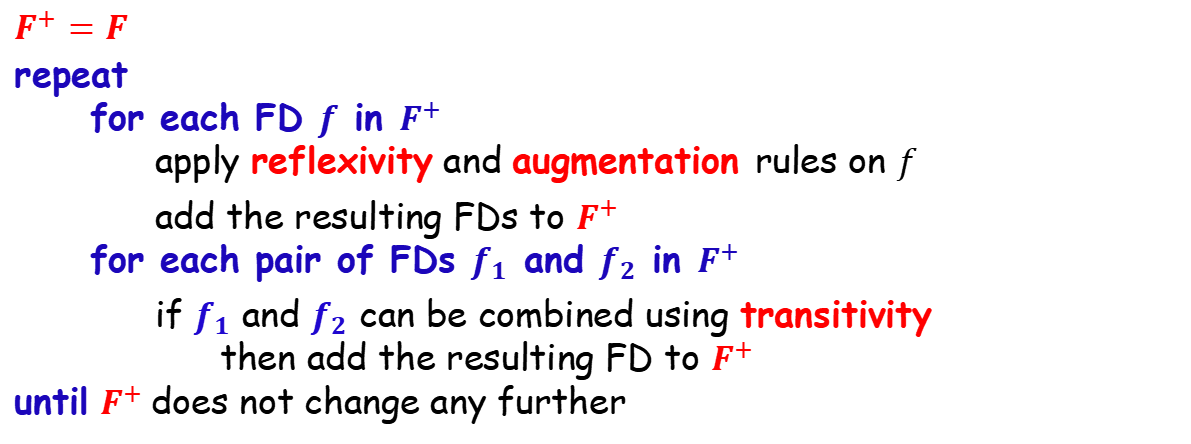 F⁺ = F
repeat
for each FD f in F⁺
apply reflexivity and augmentation rules on f
add the resulting FDs to F⁺
for each pair of FDs f₁ and f₂ in F⁺
if f₁ and f₂ can be combined using transitivity
then add the resulting FD to F⁺
until F⁺ does not change any further